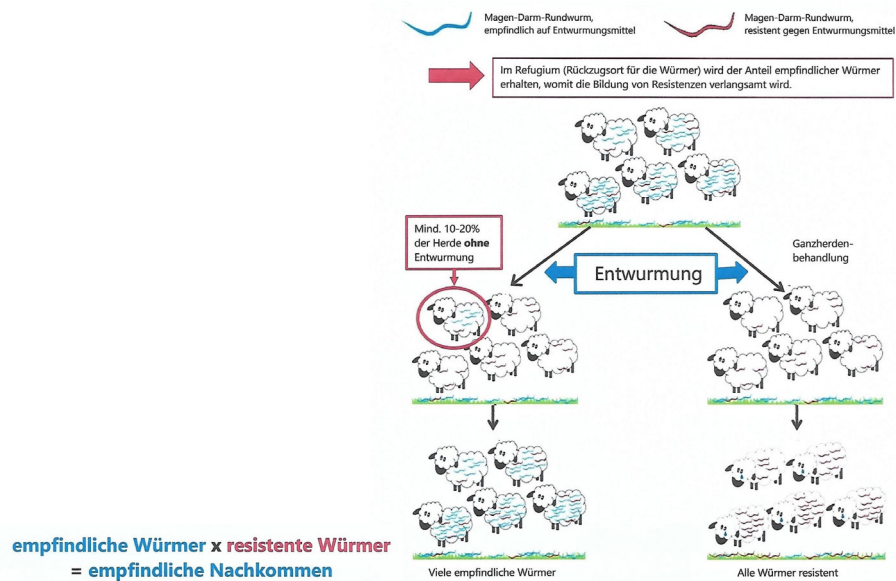 Magen-Darm-Rundwurm,
empfindlich auf Entwurmungsmittel
Magen-Darm-Rundwurm,
resistent gegen Entwurmungsmittel
Im Refugium (Rückzugsort für die Würmer) wird der Anteil empfindlicher Würmer
erhalten, womit die Bildung von Resistenzen verlangsamt wird.
Mind. 10-20%
der Herde ohne
Entwurmung
Entwurmung
Ganzherden-
behandlung
empfindliche Würmer x resistente Würmer
= empfindliche Nachkommen
Viele empfindliche Würmer
Alle Würmer resistent